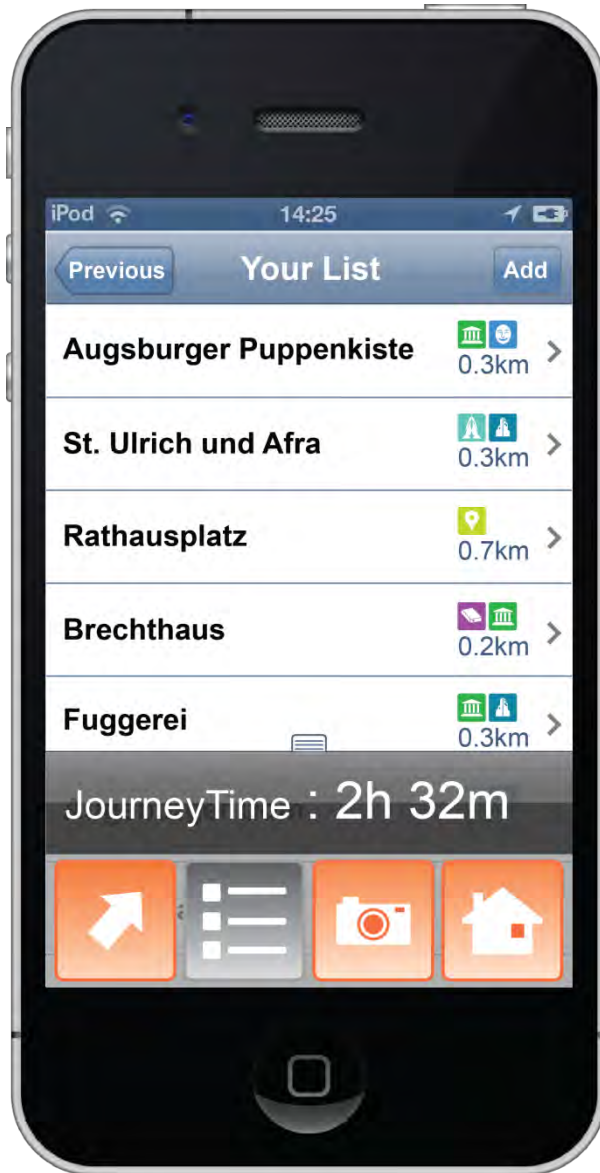 iPod 14:25
Previous Your List Add
Augsburger Puppenkiste 0.3km
St. Ulrich und Afra 0.3km
Rathausplatz 0.7km
Brechthaus 0.2km
Fuggerei 0.3km
JourneyTime : 2h 32m